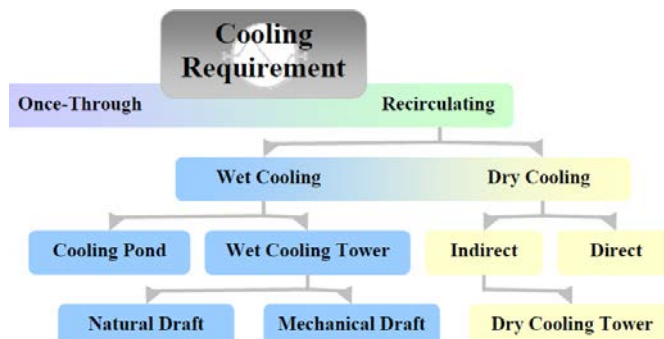 Cooling
Requirement
Once-Through Recirculating
Wet Cooling Dry Cooling
Cooling Pond Wet Cooling Tower Indirect Direct
Natural Draft Mechanical Draft Dry Cooling Tower